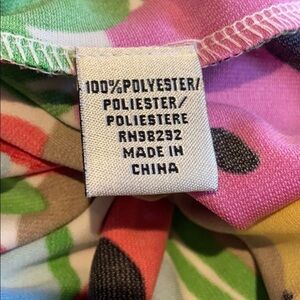 100%POLYESTER/
POLIESTER/
POLIESTERE
RN98292
MADE IN
CHINA